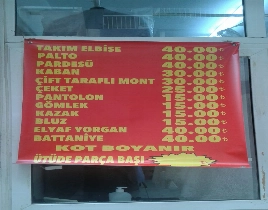 TAKIM ELBİSE 40.00₺
PALTO 40.00₺
PARDESÜ 40.00₺
KABAN 30.00₺
ÇİFT TARAFLI MONT 30.00₺
ÇEKET 25.00₺
PANTOLON 15.00₺
GÖMLEK 15.00₺
KAZAK 15.00₺
BLUZ 15.00₺
ELYAF YORGAN 40.00₺
BATTANİYE 40.00₺
KOT BOYANIR
ÜTÜDE PARÇA BAŞI